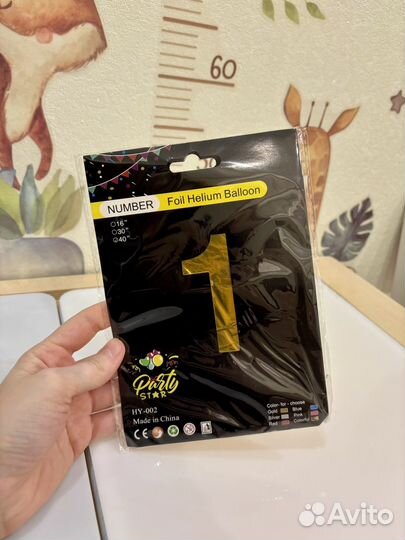 60
NUMBER Foil Helium Balloon
16"
30"
40"
1
Party
STAR
HY-002
Made in China
CE
Color-for-choose
Gold Blue
Silver Pink
Red Colorful
Avito